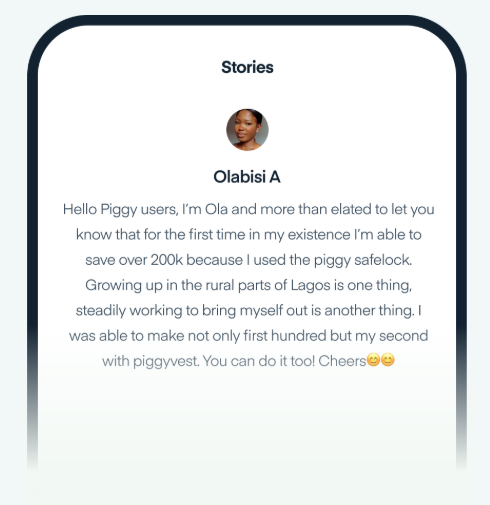 Stories
Olabisi A
Hello Piggy users, I’m Ola and more than elated to let you
know that for the first time in my existence I’m able to
save over 200k because I used the piggy safelock.
Growing up in the rural parts of Lagos is one thing,
steadily working to bring myself out is another thing. I
was able to make not only first hundred but my second
with piggyvest. You can do it too! Cheers😊😊